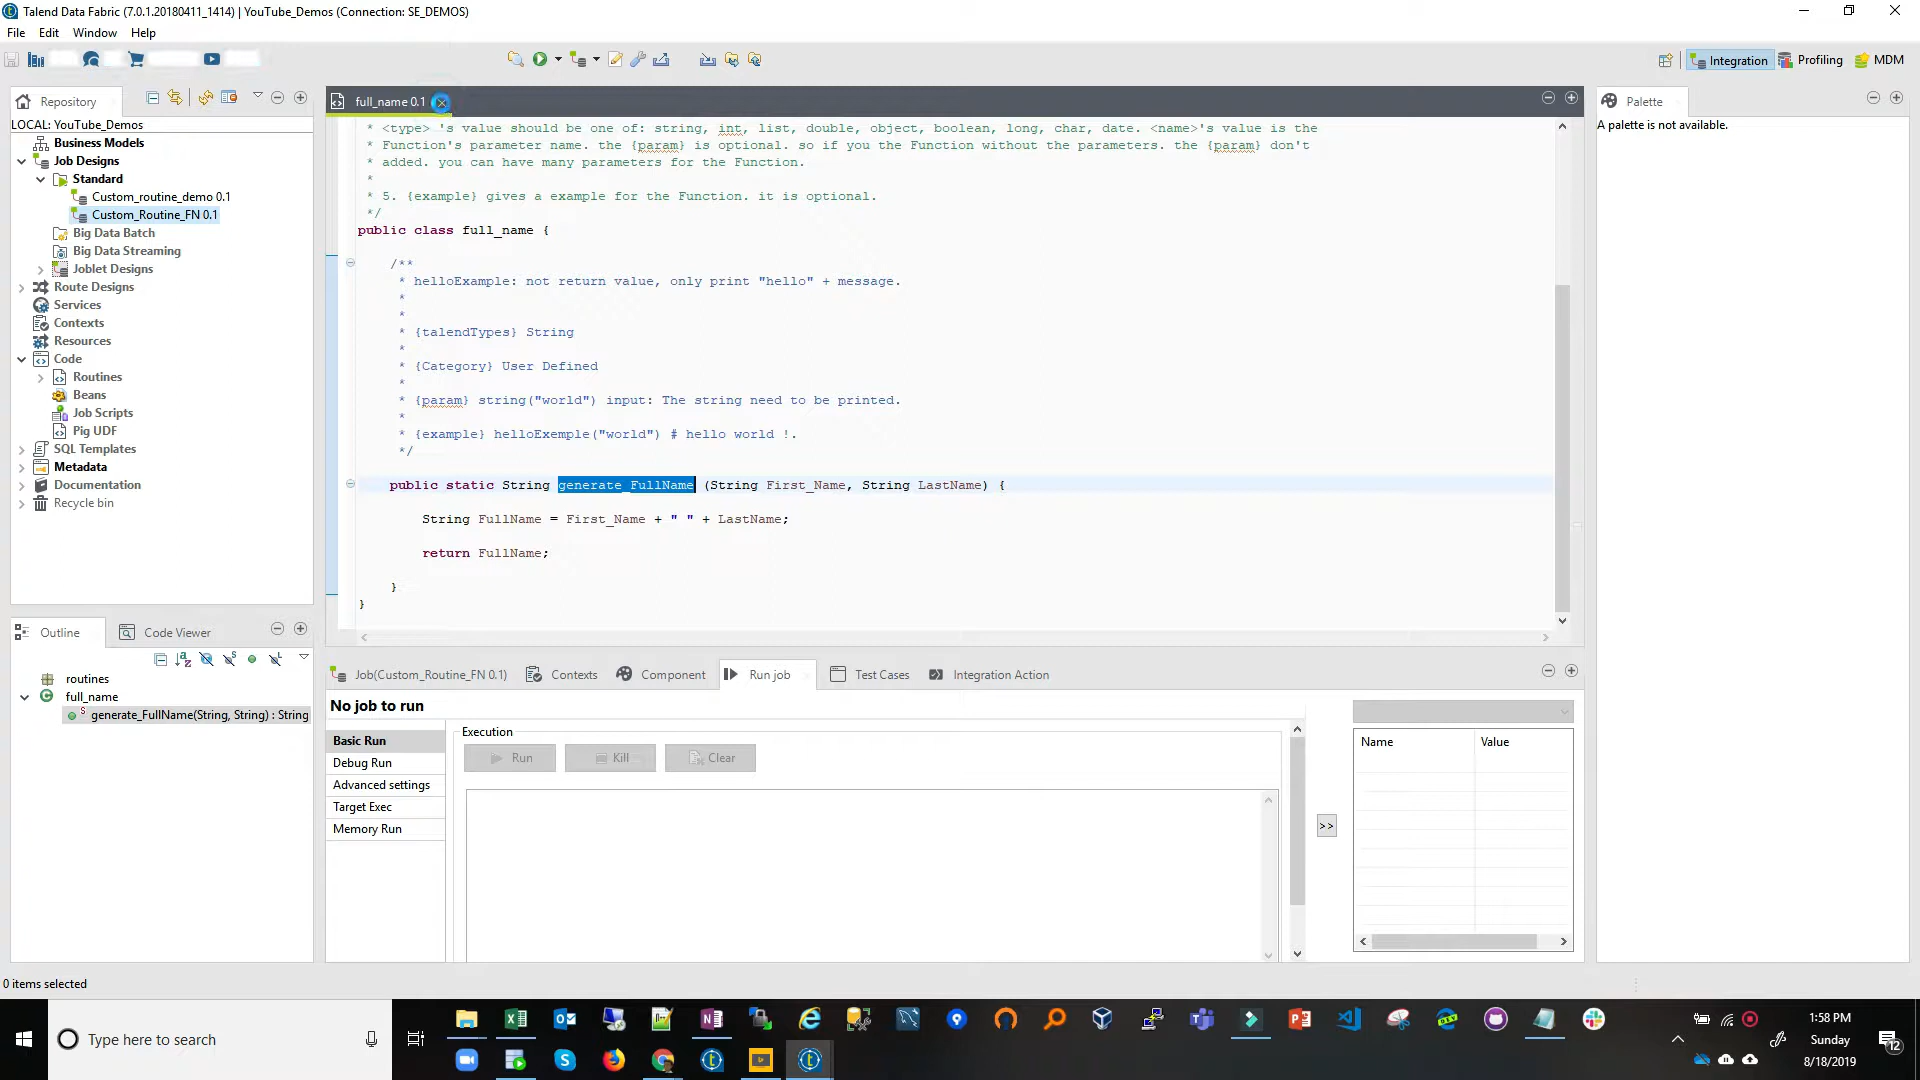 Talend Data Fabric (7.0.1.20180411_1414) | YouTube_Demos (Connection: SE_DEMOS)
File Edit Window Help
Integration Profiling MDM
Repository
LOCAL: YouTube_Demos
Business Models
Job Designs
Standard
Custom_routine_demo 0.1
Custom_Routine_FN 0.1
Big Data Batch
Big Data Streaming
Joblet Designs
Route Designs
Services
Contexts
Resources
Code
Routines
Beans
Job Scripts
Pig UDF
SQL Templates
Metadata
Documentation
Recycle bin
full_name 0.1
* <type> 's value should be one of: string, int, list, double, object, boolean, long, char, date. <name>'s value is the
* Function's parameter name. the {param} is optional. so if you the Function without the parameters. the {param} don't
* added. you can have many parameters for the Function.
*
* 5. {example} gives a example for the Function. it is optional.
*/
public class full_name {
/**
* helloExample: not return value, only print "hello" + message.
*
*
* {talendTypes} String
*
* {Category} User Defined
*
* {param} string("world") input: The string need to be printed.
*
* {example} helloExemple("world") # hello world !.
*/
public static String generate_FullName (String First_Name, String LastName) {
String FullName = First_Name + " " + LastName;
return FullName;
}
}
Palette
A palette is not available.
Outline Code Viewer
routines
full_name
generate_FullName(String, String) : String
Job(Custom_Routine_FN 0.1) Contexts Component Run job Test Cases Integration Action
No job to run
Basic Run
Debug Run
Advanced settings
Target Exec
Memory Run
Execution
Run Kill Clear
>>
Name Value
0 items selected
Type here to search
1:58 PM
Sunday
8/18/2019
12